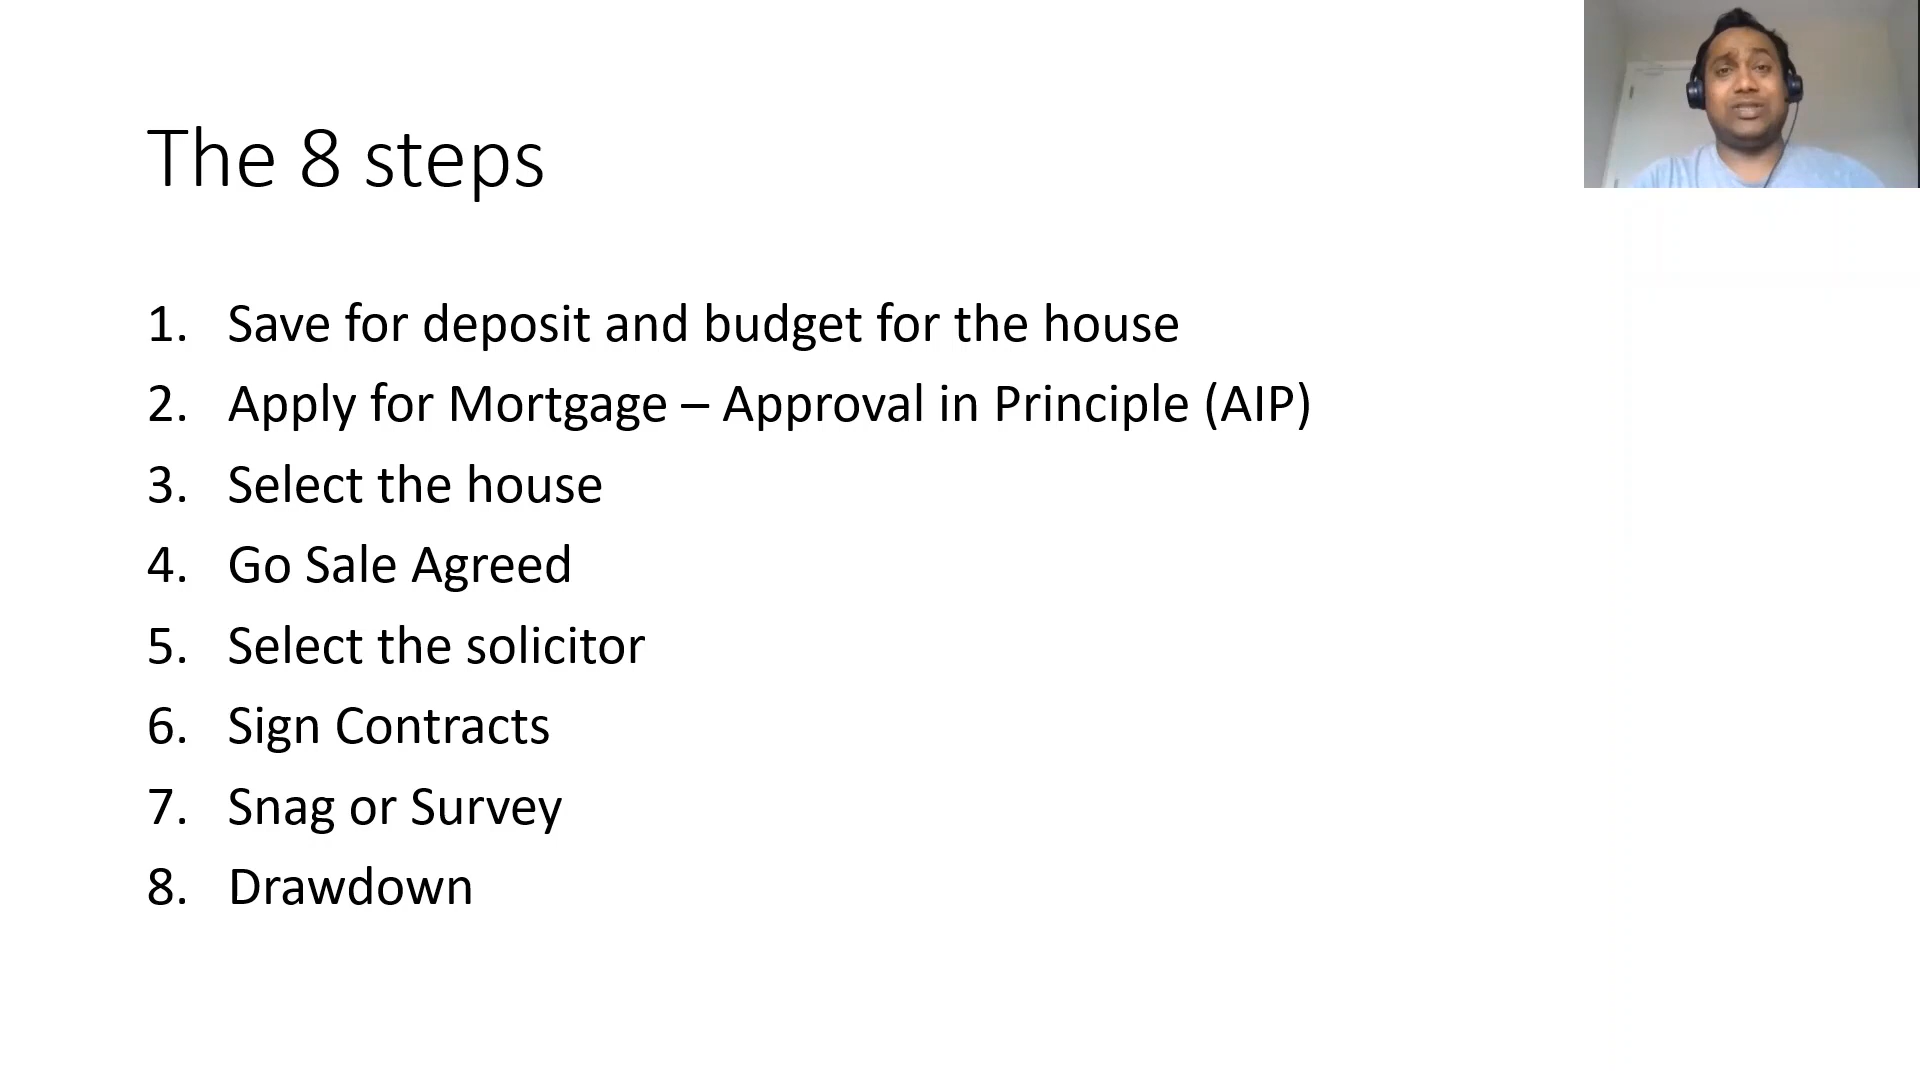 The 8 steps
1. Save for deposit and budget for the house
2. Apply for Mortgage – Approval in Principle (AIP)
3. Select the house
4. Go Sale Agreed
5. Select the solicitor
6. Sign Contracts
7. Snag or Survey
8. Drawdown